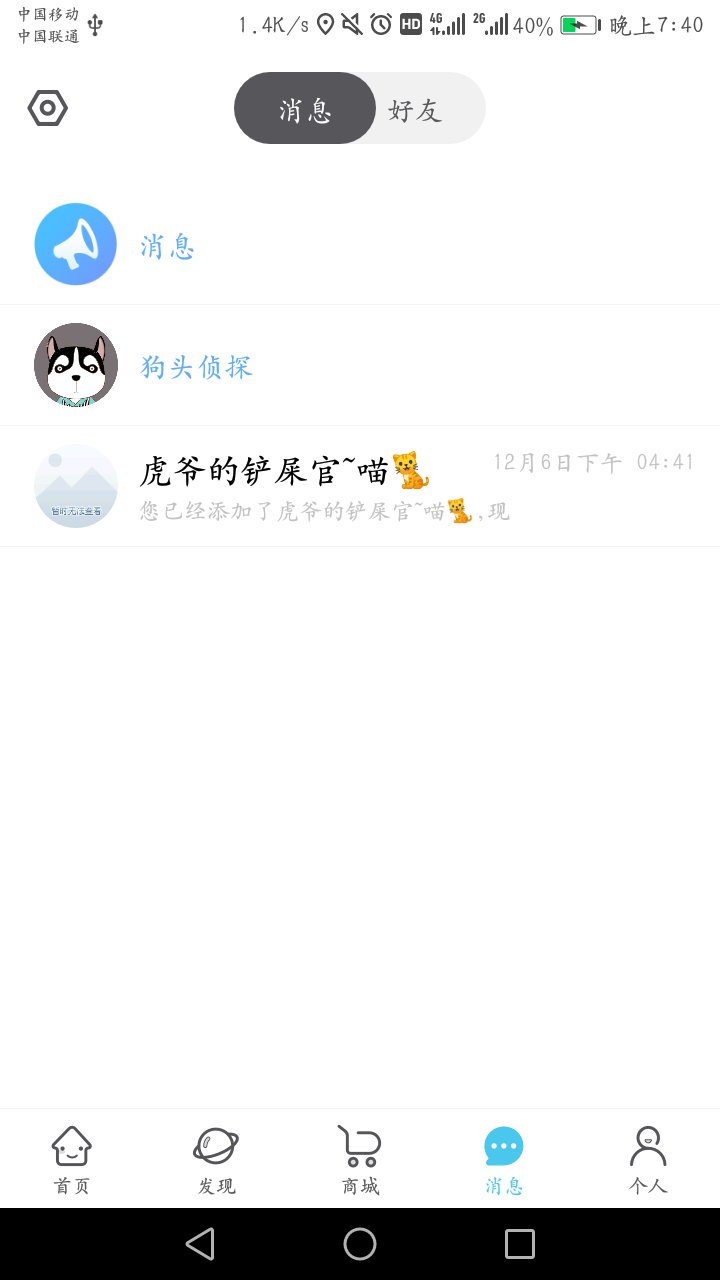 中国移动
中国联通
1.4K/s HD 4G 2G 40% 晚上7:40
消息 好友
消息
狗头侦探
虎爷的铲屎官~喵🐈 12月6日下午 04:41
您已经添加了虎爷的铲屎官~喵🐈,现
暂时无法查看
首页 发现 商城 消息 个人